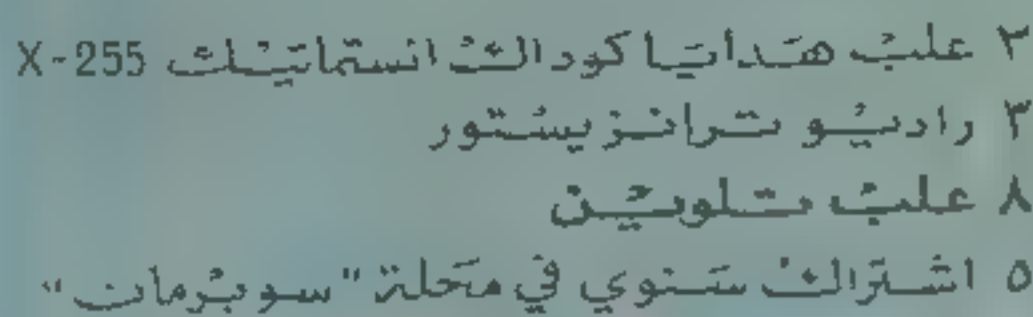 ٣ علب هدايا كوداك انستماتيك X-255
٣ راديو ترانزيستور
٨ علب تلوين
٥ اشتراك سنوي في مجلة "سوبرمان"